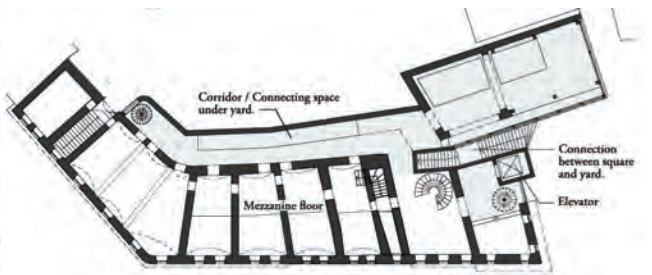 Corridor / Connecting space
under yard.
Connection
between square
and yard.
Mezzanine floor
Elevator